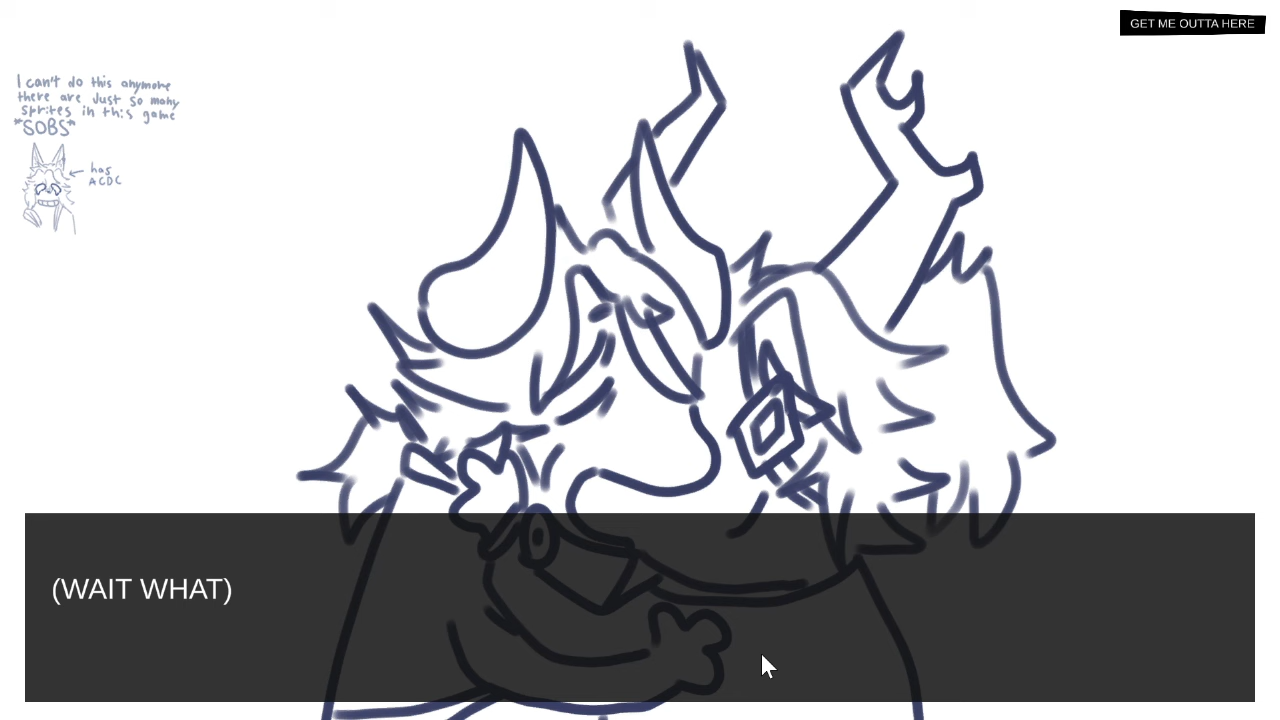 GET ME OUTTA HERE
I can't do this anymore
there are Just so many
sprites in this game
*SOBS*
has
ACDC
(WAIT WHAT)